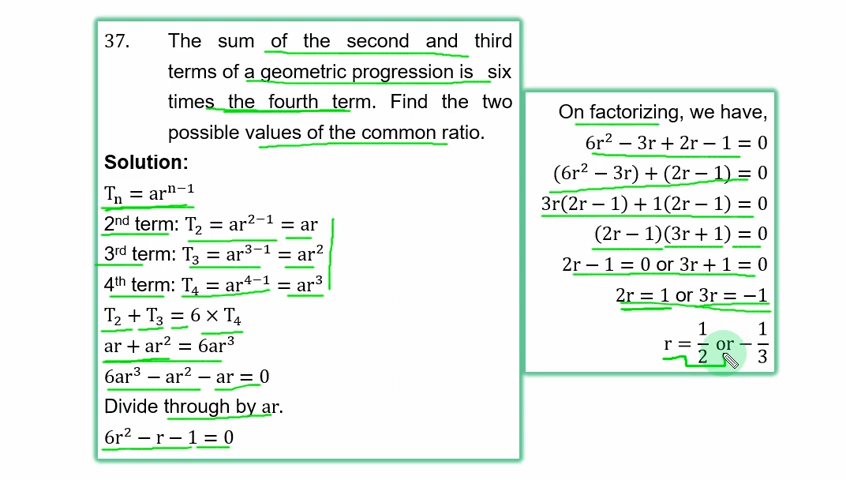 37. The sum of the second and third
terms of a geometric progression is six
times the fourth term. Find the two
possible values of the common ratio.
Solution:
Tₙ = arⁿ⁻¹
2ⁿᵈ term: T₂ = ar²⁻¹ = ar
3ʳᵈ term: T₃ = ar³⁻¹ = ar²
4ᵗʰ term: T₄ = ar⁴⁻¹ = ar³
T₂ + T₃ = 6 × T₄
ar + ar² = 6ar³
6ar³ − ar² − ar = 0
Divide through by ar.
6r² − r − 1 = 0
On factorizing, we have,
6r² − 3r + 2r − 1 = 0
(6r² − 3r) + (2r − 1) = 0
3r(2r − 1) + 1(2r − 1) = 0
(2r − 1)(3r + 1) = 0
2r − 1 = 0 or 3r + 1 = 0
2r = 1 or 3r = −1
r = 1/2 or − 1/3